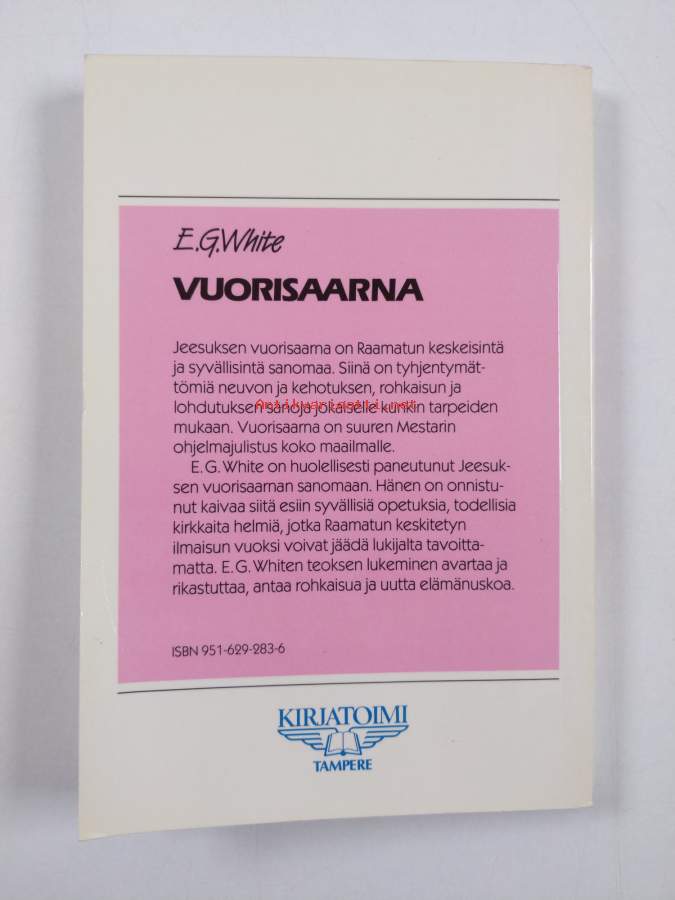 E.G.White
VUORISAARNA
Jeesuksen vuorisaarna on Raamatun keskeisintä
ja syvällisintä sanomaa. Siinä on tyhjentymät-
tömiä neuvon ja kehotuksen, rohkaisun ja
lohdutuksen sanoja jokaiselle kunkin tarpeiden
Antikvariaatti.net
mukaan. Vuorisaarna on suuren Mestarin
ohjelmajulistus koko maailmalle.
E.G. White on huolellisesti paneutunut Jeesuk-
sen vuorisaarnan sanomaan. Hänen on onnistu-
nut kaivaa siitä esiin syvällisiä opetuksia, todellisia
kirkkaita helmiä, jotka Raamatun keskitetyn
ilmaisun vuoksi voivat jäädä lukijalta tavoitta-
matta. E.G. Whiten teoksen lukeminen avartaa ja
rikastuttaa, antaa rohkaisua ja uutta elämänuskoa.
ISBN 951-629-283-6
KIRJATOIMI
TAMPERE